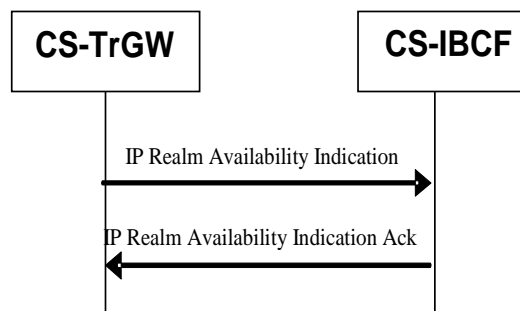 CS-TrGW
CS-IBCF
IP Realm Availability Indication
IP Realm Availability Indication Ack